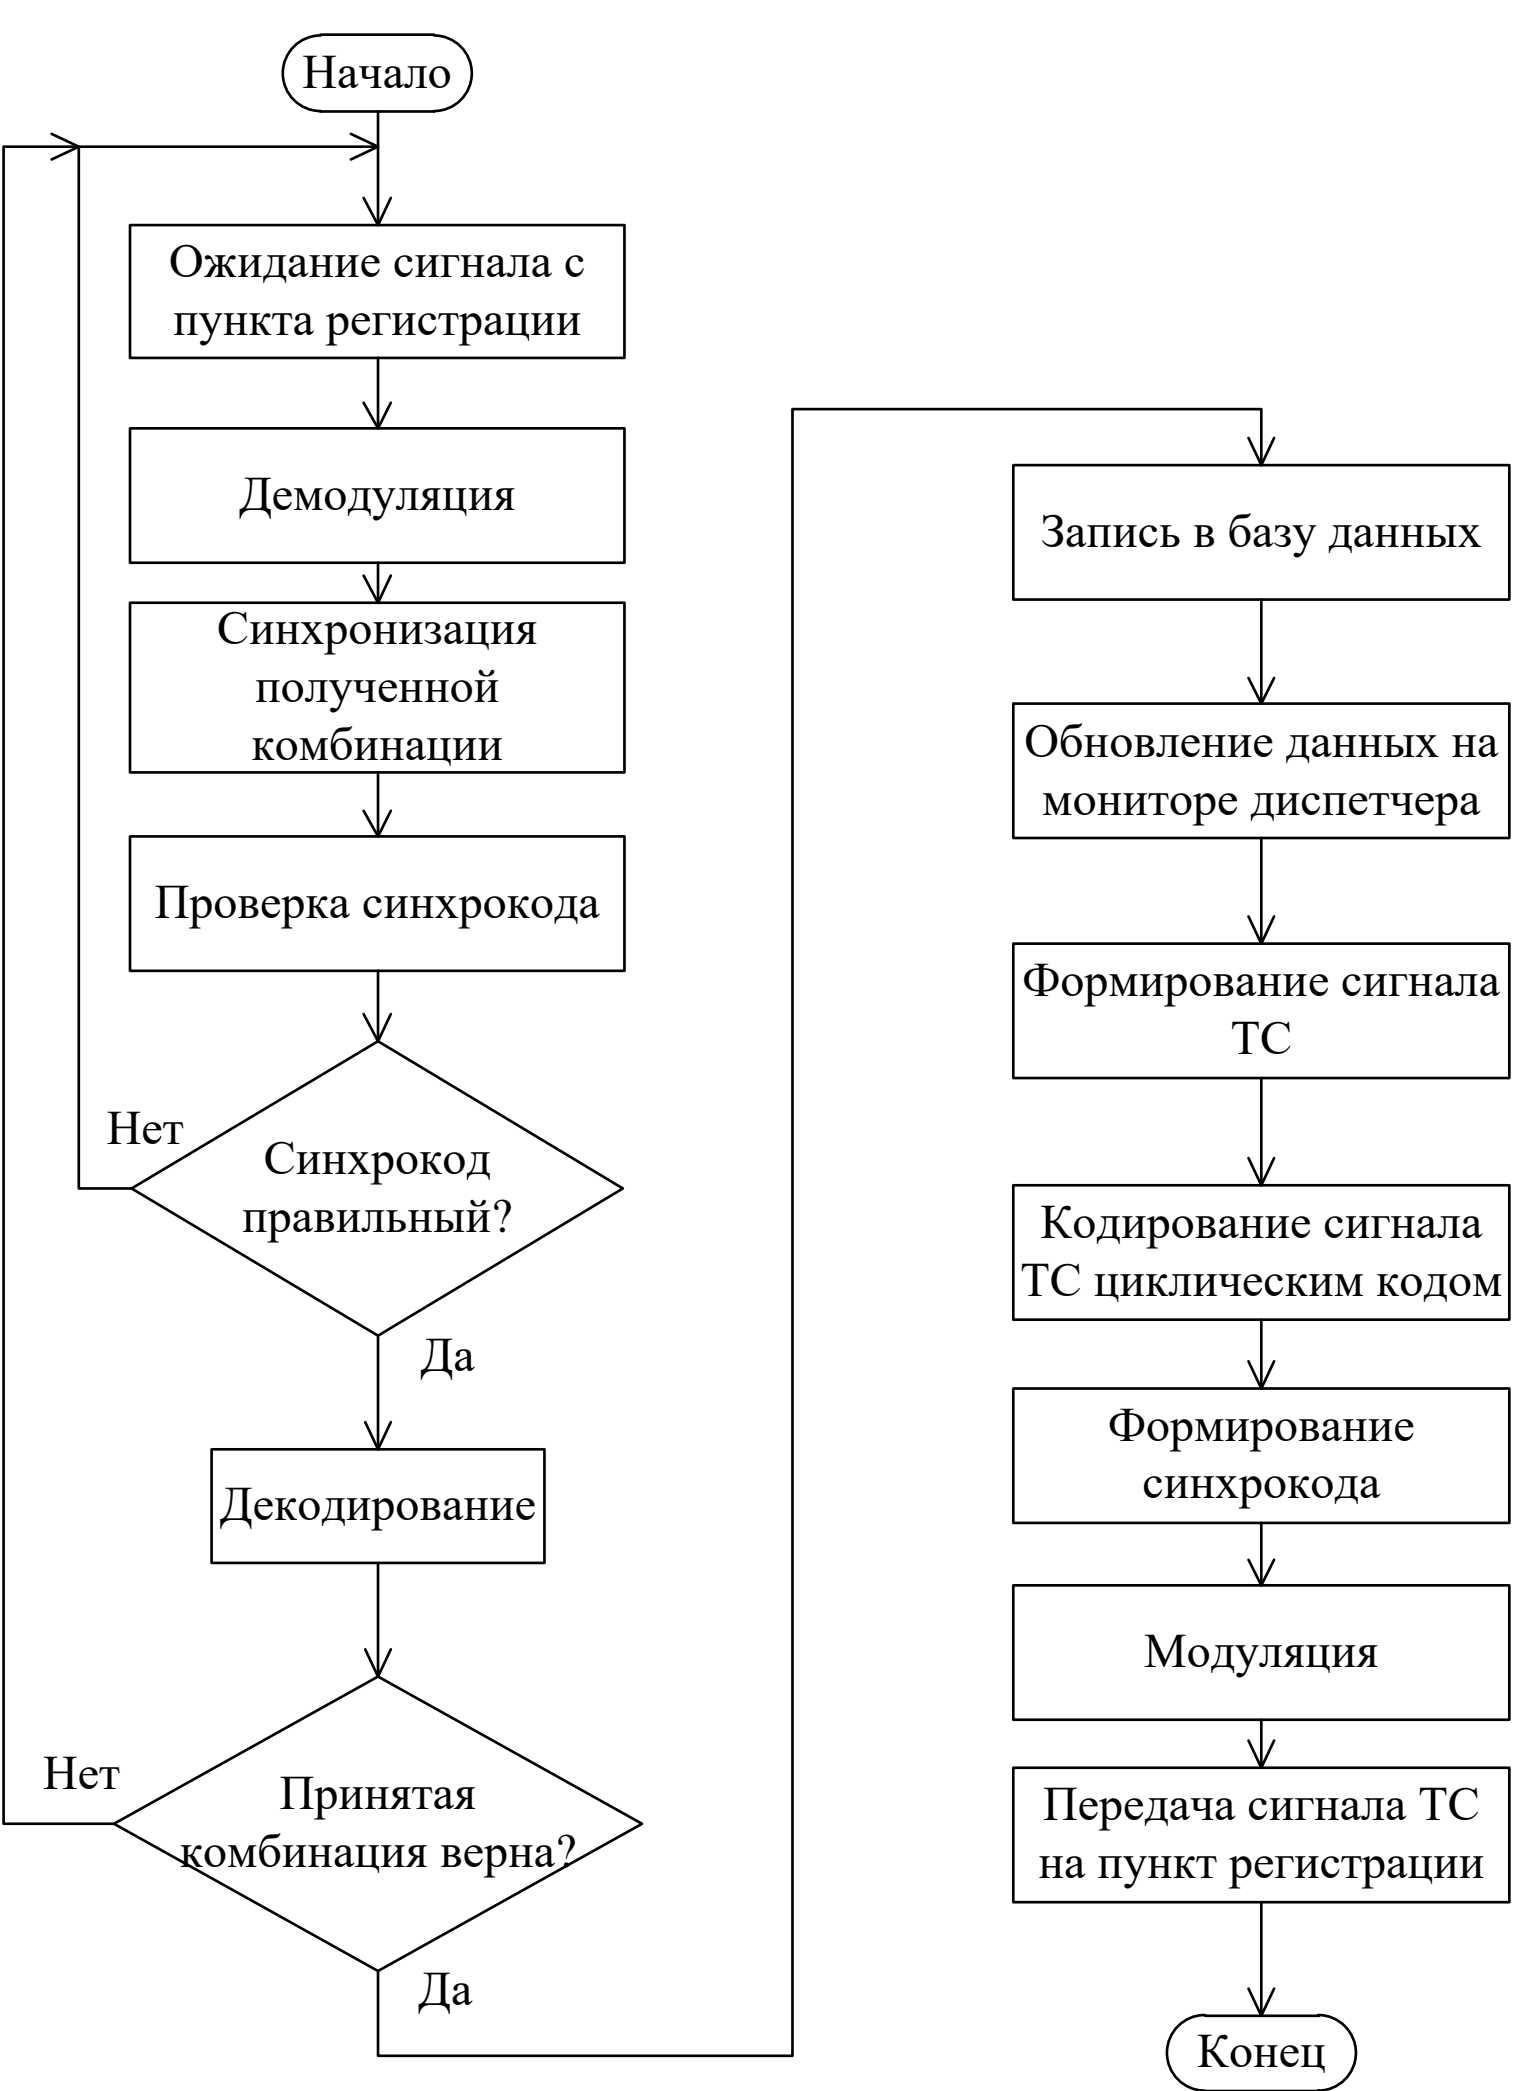 Начало
Ожидание сигнала с
пункта регистрации
Демодуляция
Синхронизация
полученной
комбинации
Проверка синхрокода
Нет
Синхрокод
правильный?
Да
Декодирование
Нет
Принятая
комбинация верна?
Да
Запись в базу данных
Обновление данных на
мониторе диспетчера
Формирование сигнала
ТС
Кодирование сигнала
ТС циклическим кодом
Формирование
синхрокода
Модуляция
Передача сигнала ТС
на пункт регистрации
Конец